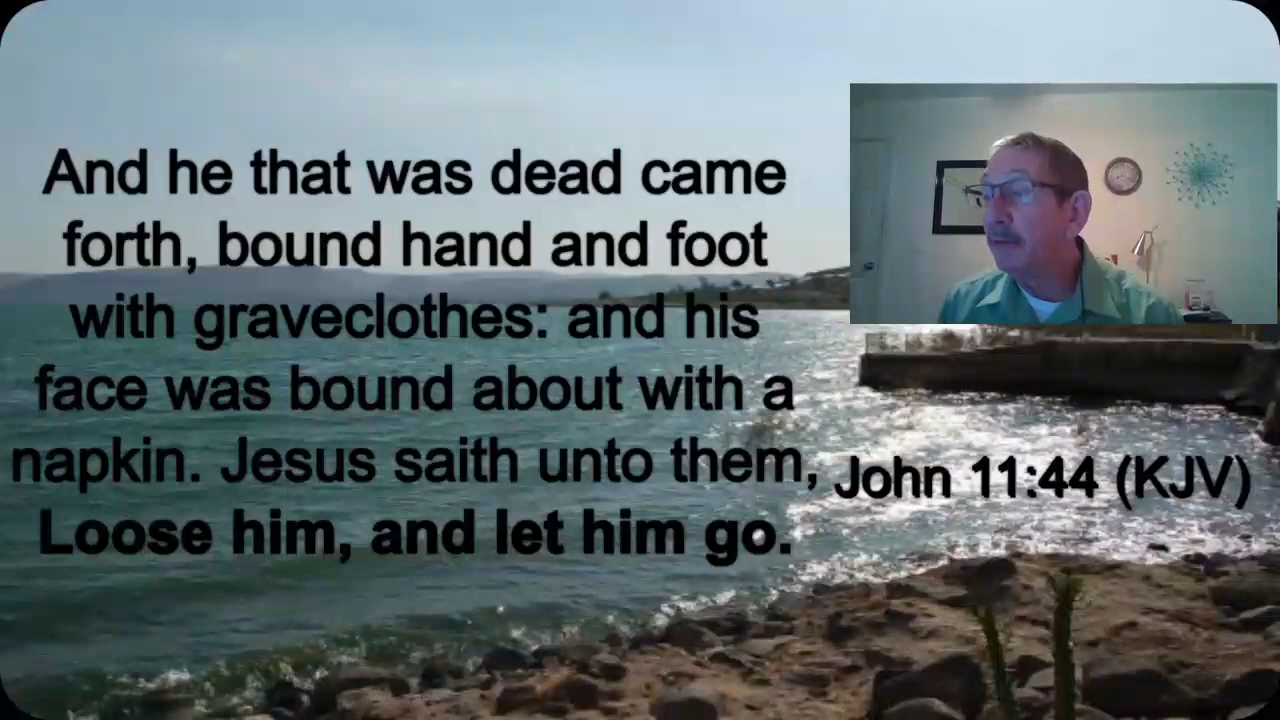 And he that was dead came
forth, bound hand and foot
with graveclothes: and his
face was bound about with a
napkin. Jesus saith unto them,
Loose him, and let him go.
John 11:44 (KJV)